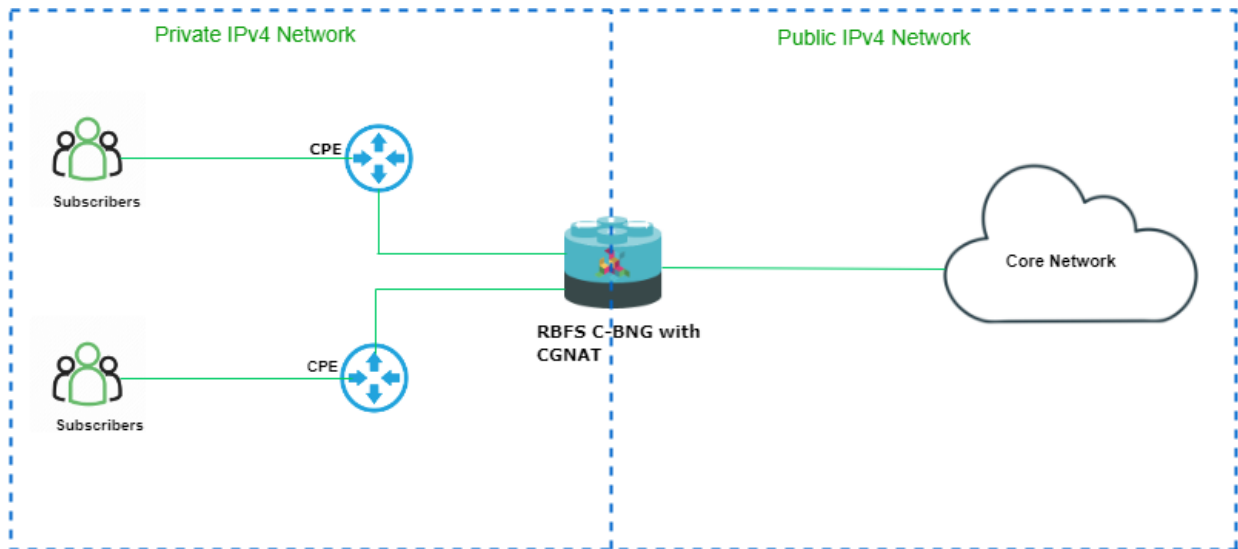 Private IPv4 Network
Public IPv4 Network
CPE
Subscribers
Core Network
RBFS C-BNG with
CGNAT
CPE
Subscribers